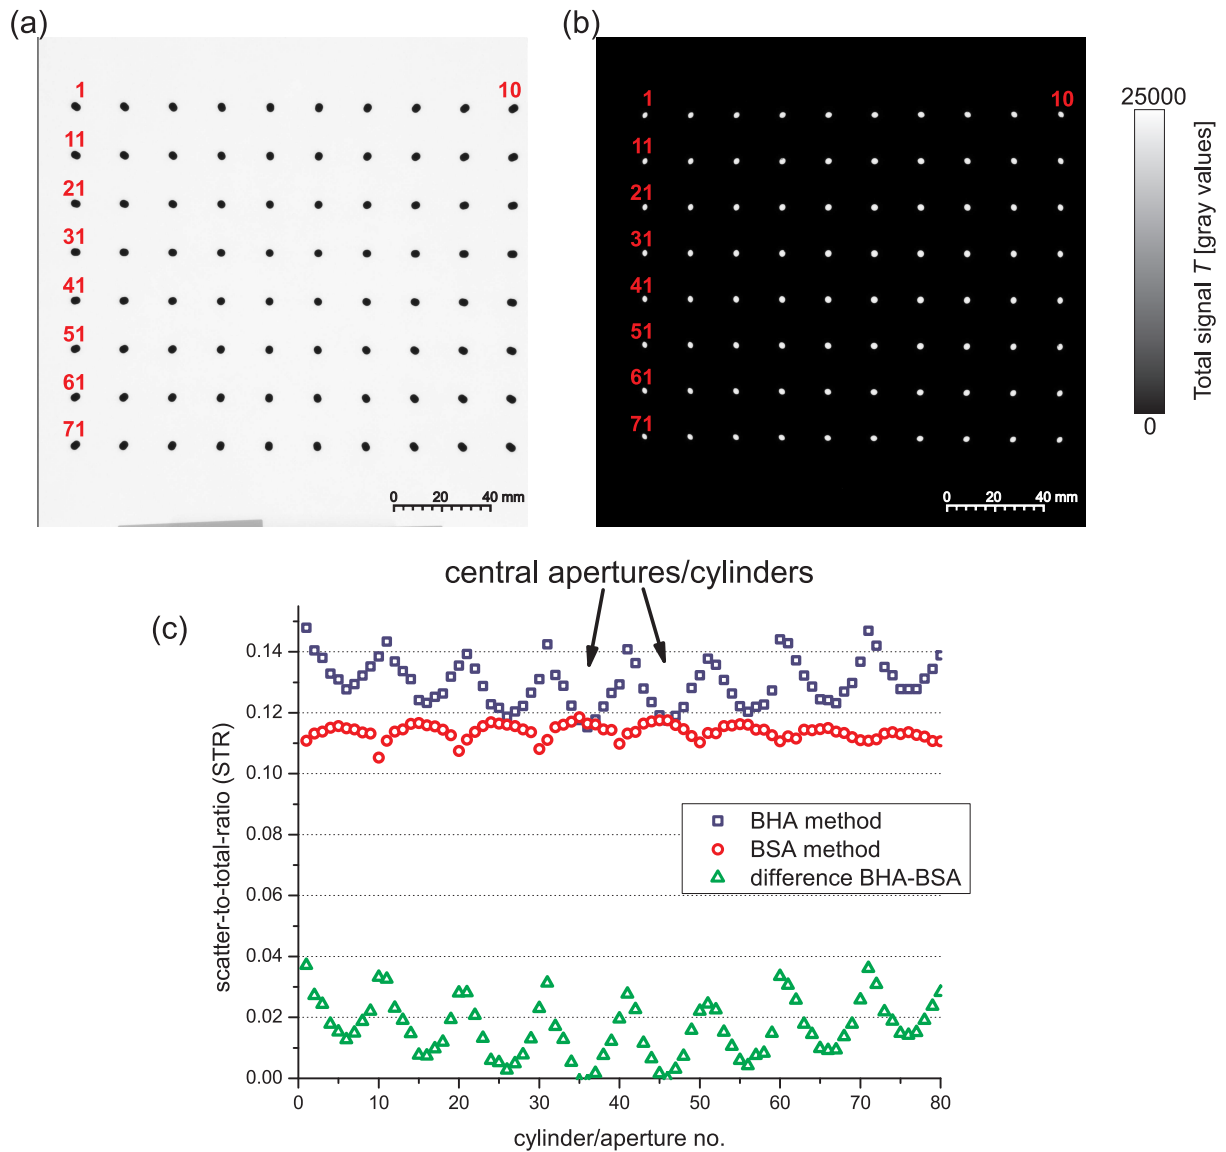 (a)
1
10
11
21
31
41
51
61
71
0 20 40 mm
(b)
1
10
11
21
31
41
51
61
71
0 20 40 mm
25000
0
Total signal T [gray values]
central apertures/cylinders
(c)
scatter-to-total-ratio (STR)
0.14
0.12
0.10
0.08
0.06
0.04
0.02
0.00
BHA method
BSA method
difference BHA-BSA
0 10 20 30 40 50 60 70 80
cylinder/aperture no.